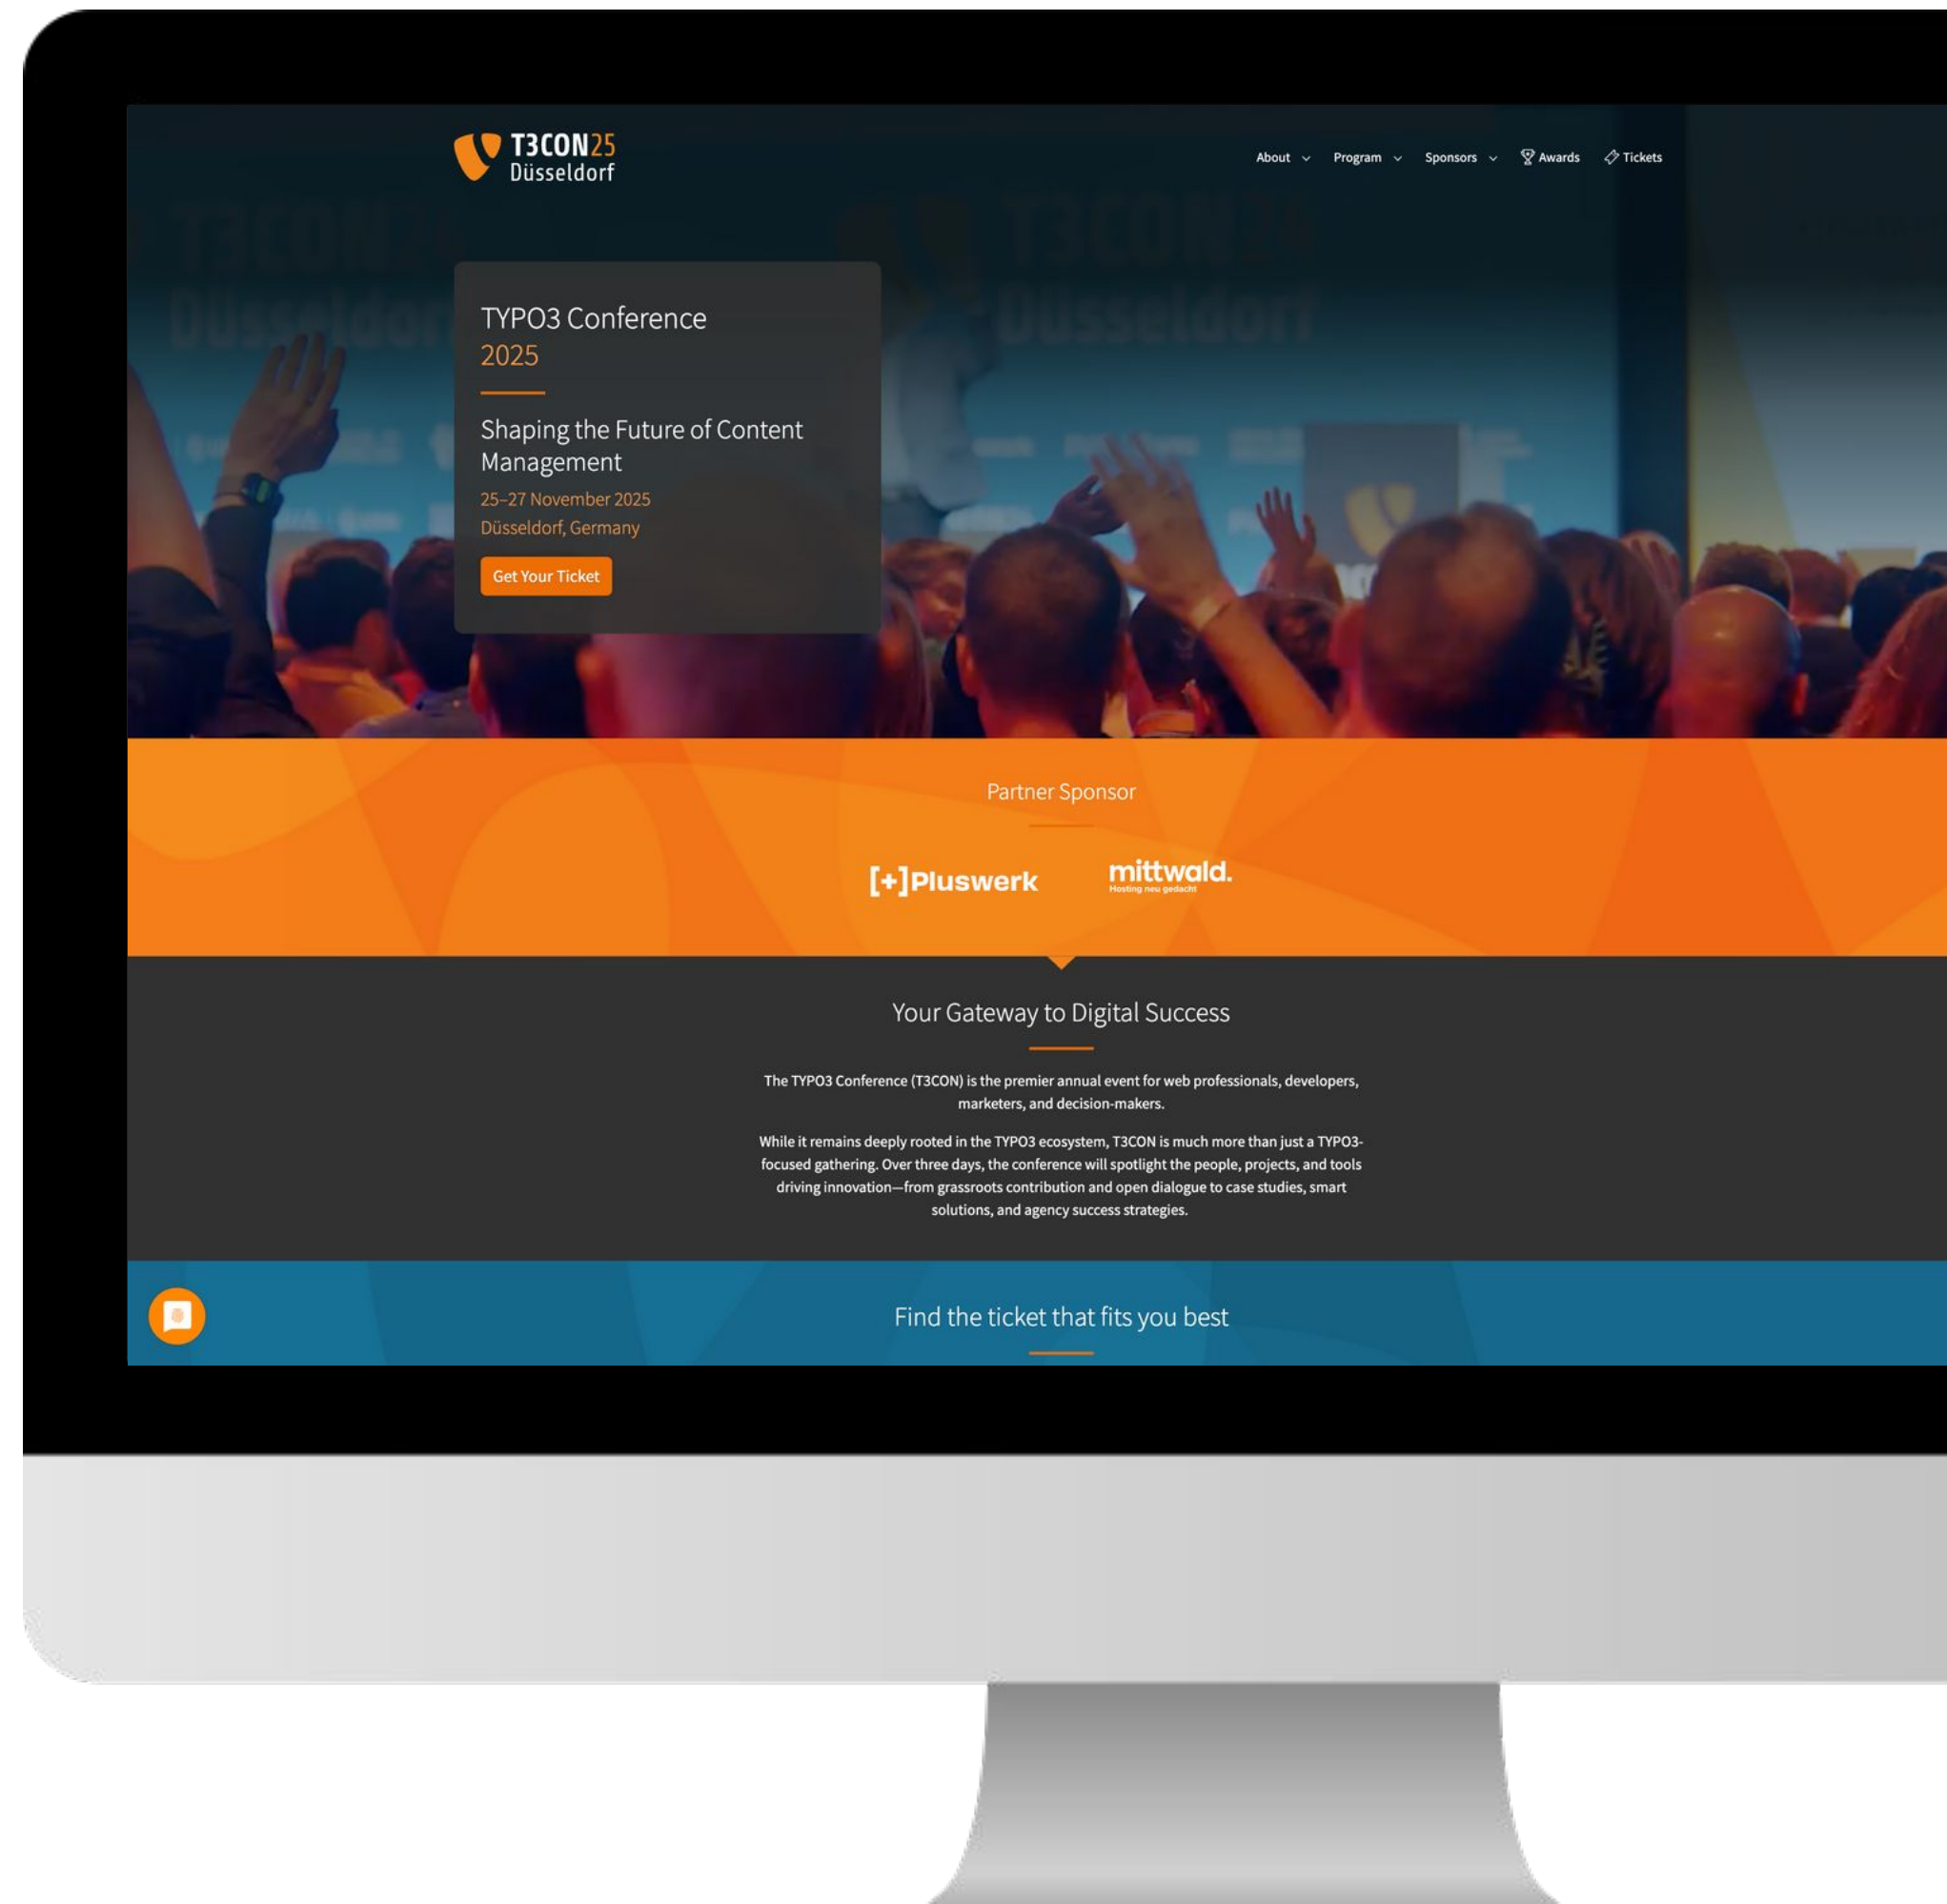 T3CON25
Düsseldorf
About
Program
Sponsors
Awards
Tickets
T3CON24
Düsseldorf
T3CON24
Düsseldorf
TYPO3 Conference
2025
Shaping the Future of Content
Management
25–27 November 2025
Düsseldorf, Germany
Get Your Ticket
Partner Sponsor
[+]Pluswerk
mittwald.
Hosting neu gedacht
Your Gateway to Digital Success
The TYPO3 Conference (T3CON) is the premier annual event for web professionals, developers,
marketers, and decision-makers.
While it remains deeply rooted in the TYPO3 ecosystem, T3CON is much more than just a TYPO3-
focused gathering. Over three days, the conference will spotlight the people, projects, and tools
driving innovation—from grassroots contribution and open dialogue to case studies, smart
solutions, and agency success strategies.
Find the ticket that fits you best